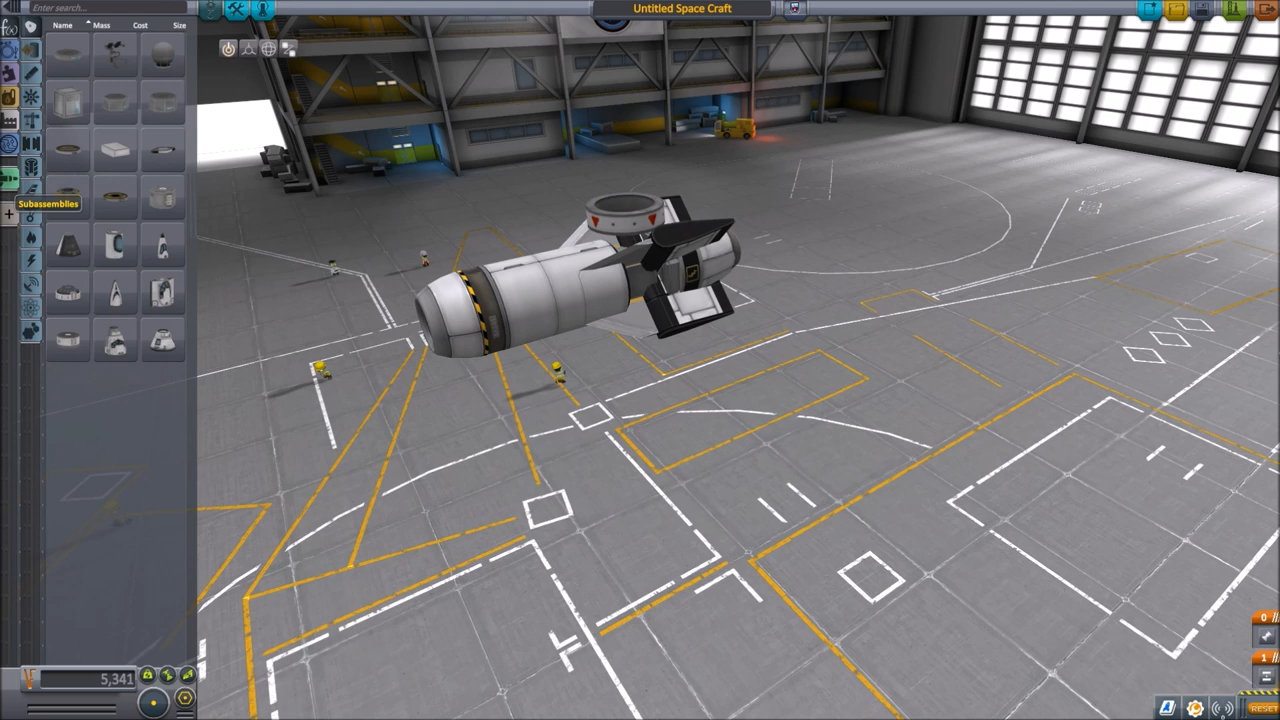 Enter search...
Untitled Space Craft
Name
Mass
Cost
Size
f(x)
Subassemblies
5,341
0
1
RESET